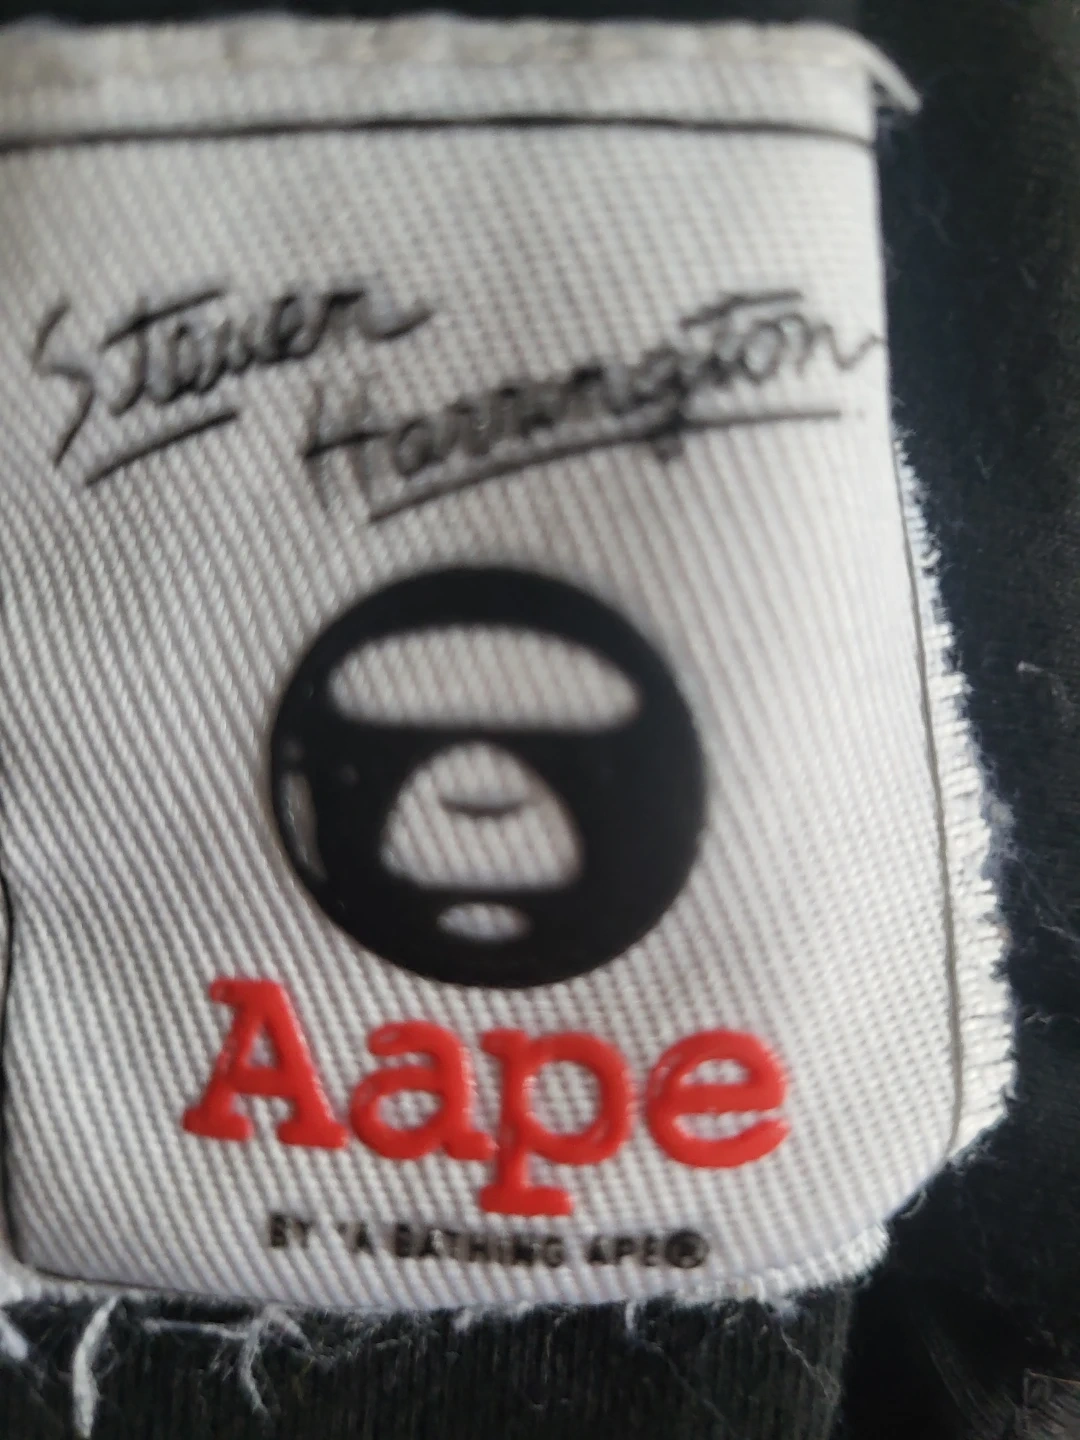 Steven
Harrington
Aape
BY *A BATHING APE®